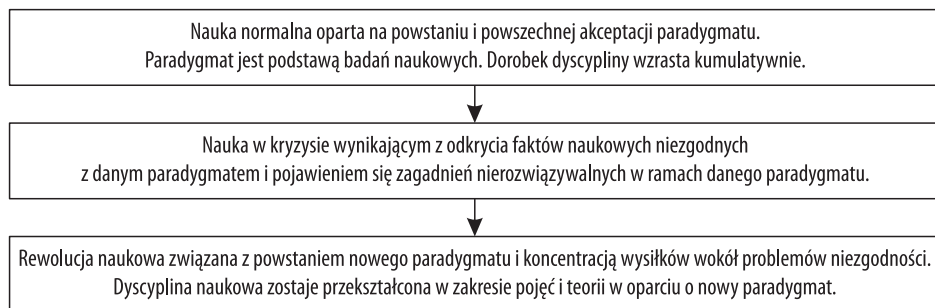 Nauka normalna oparta na powstaniu i powszechnej akceptacji paradygmatu.
Paradygmat jest podstawą badań naukowych. Dorobek dyscypliny wzrasta kumulatywnie.
Nauka w kryzysie wynikającym z odkrycia faktów naukowych niezgodnych
z danym paradygmatem i pojawieniem się zagadnień nierozwiązywalnych w ramach danego paradygmatu.
Rewolucja naukowa związana z powstaniem nowego paradygmatu i koncentracją wysiłków wokół problemów niezgodności.
Dyscyplina naukowa zostaje przekształcona w zakresie pojęć i teorii w oparciu o nowy paradygmat.